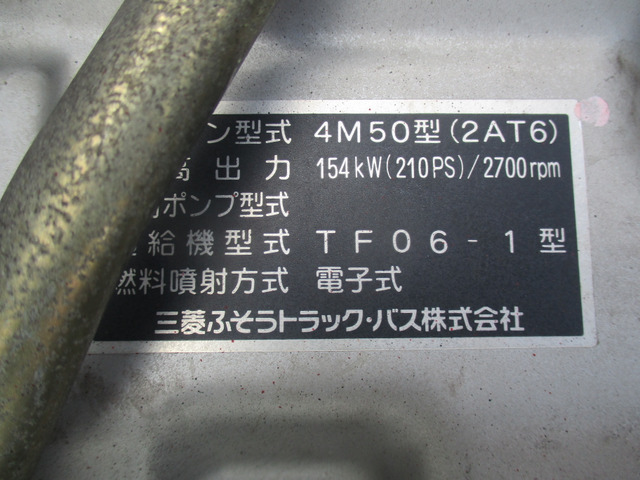 ン型式 4M50型(2AT6)
高出力 154kW(210PS)/2700rpm
ポンプ型式
給機型式 TF06-1型
燃料噴射方式 電子式
三菱ふそうトラック・バス株式会社